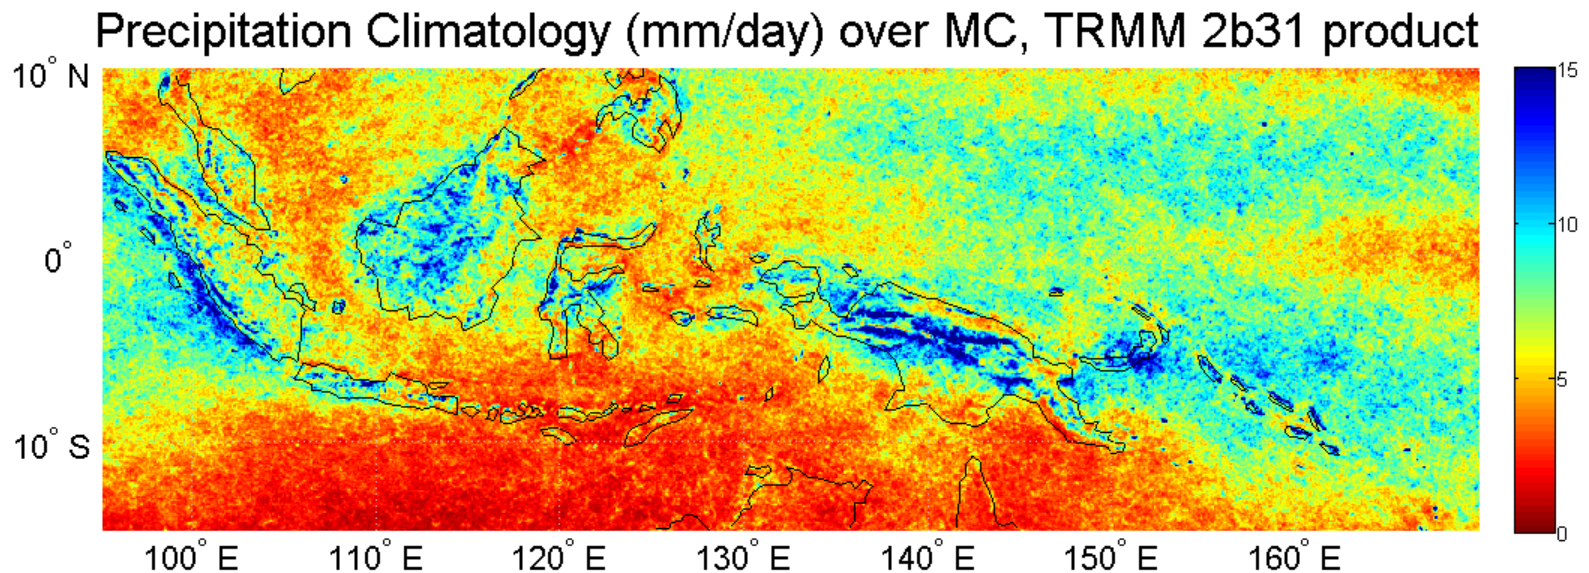 Precipitation Climatology (mm/day) over MC, TRMM 2b31 product
10° N
0°
10° S
100° E 110° E 120° E 130° E 140° E 150° E 160° E
15
10
5
0